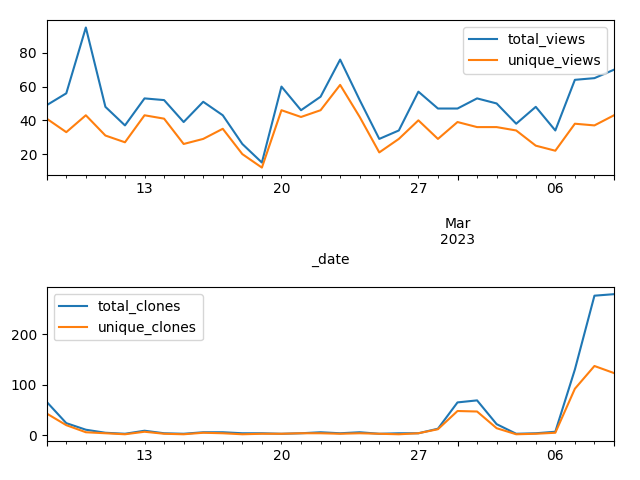 total_views
unique_views
80
60
40
20
13
20
27
06
Mar
2023
_date
total_clones
unique_clones
200
100
0
13
20
27
06